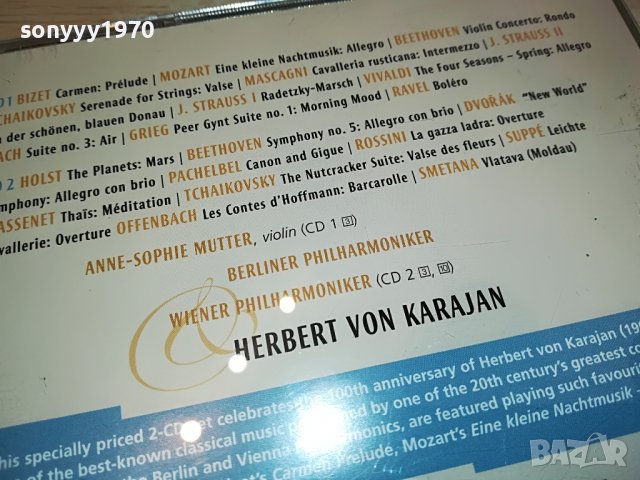 sonyyy1970
D 1 BIZET Carmen: Prélude | MOZART Eine kleine Nachtmusik: Allegro | BEETHOVEN Violin Concerto: Rondo
CHAIKOVSKY Serenade for Strings: Valse | MASCAGNI Cavalleria rusticana: Intermezzo | J. STRAUSS II
n der schönen, blauen Donau | J. STRAUSS I Radetzky-Marsch | VIVALDI The Four Seasons – Spring: Allegro
ACH Suite no. 3: Air | GRIEG Peer Gynt Suite no. 1: Morning Mood | RAVEL Boléro
D 2 HOLST The Planets: Mars | BEETHOVEN Symphony no. 5: Allegro con brio | DVOŘÁK “New World”
ymphony: Allegro con brio | PACHELBEL Canon and Gigue | ROSSINI La gazza ladra: Overture
ASSENET Thaïs: Méditation | TCHAIKOVSKY The Nutcracker Suite: Valse des fleurs | SUPPÉ Leichte
avallerie: Overture OFFENBACH Les Contes d’Hoffmann: Barcarolle | SMETANA Vlatava (Moldau)
ANNE-SOPHIE MUTTER, violin (CD 1 3)
BERLINER PHILHARMONIKER
WIENER PHILHARMONIKER (CD 2 3, 10)
& HERBERT VON KARAJAN
his specially priced 2-CD set celebrates the 100th anniversary of Herbert von Karajan (19
of the best-known classical music by one of the 20th century’s greatest co
the Berlin and Vienna are featured playing such favouri
Carmen Prélude, Mozart’s Eine kleine Nachtmusik
BAZAR